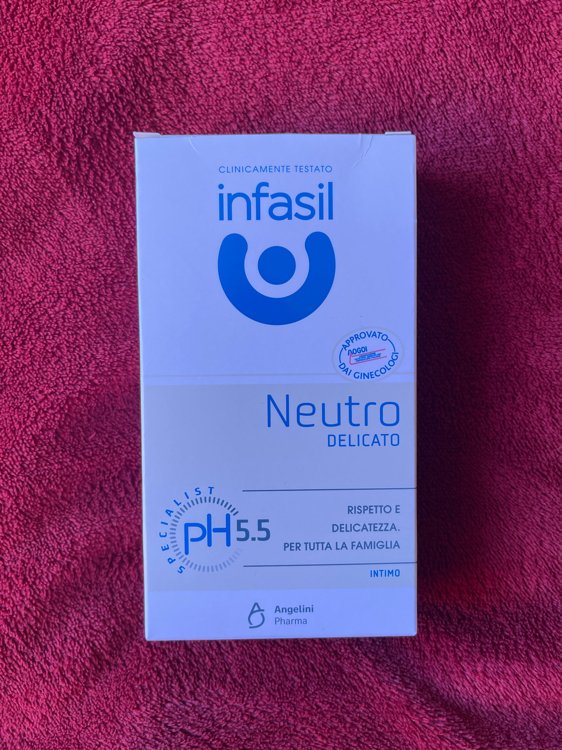 CLINICAMENTE TESTATO
infasil
APPROVATO
AOGOI
DAI GINECOLOGI
Neutro
DELICATO
SPECIALIST
pH5.5
RISPETTO E
DELICATEZZA.
PER TUTTA LA FAMIGLIA
INTIMO
Angelini
Pharma